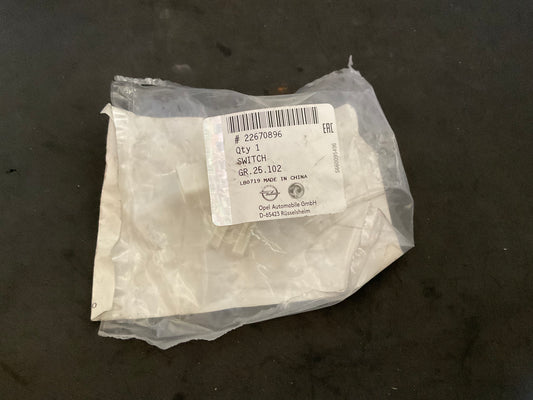 # 22670896
Qty 1
SWITCH
GR.25.102
LB0719 MADE IN CHINA
Opel Automobile GmbH
D-65423 Rüsselsheim
EAC